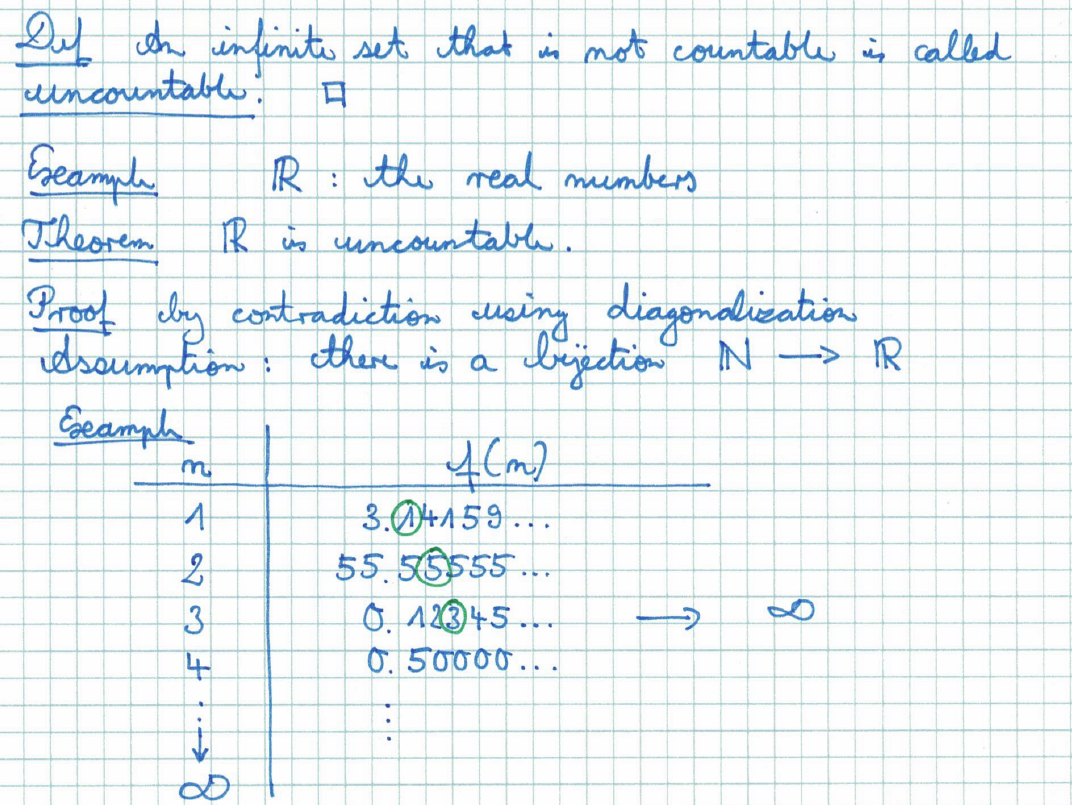 Def An infinite set that is not countable is called
uncountable. □
Example ℝ : the real numbers
Theorem ℝ is uncountable.
Proof by contradiction using diagonalization
Assumption : there is a bijection ℕ → ℝ
Example
n f(n)
1 3.14159...
2 55.55555...
3 0.12345... → ∞
4 0.50000...
⋮ ⋮
↓
∞